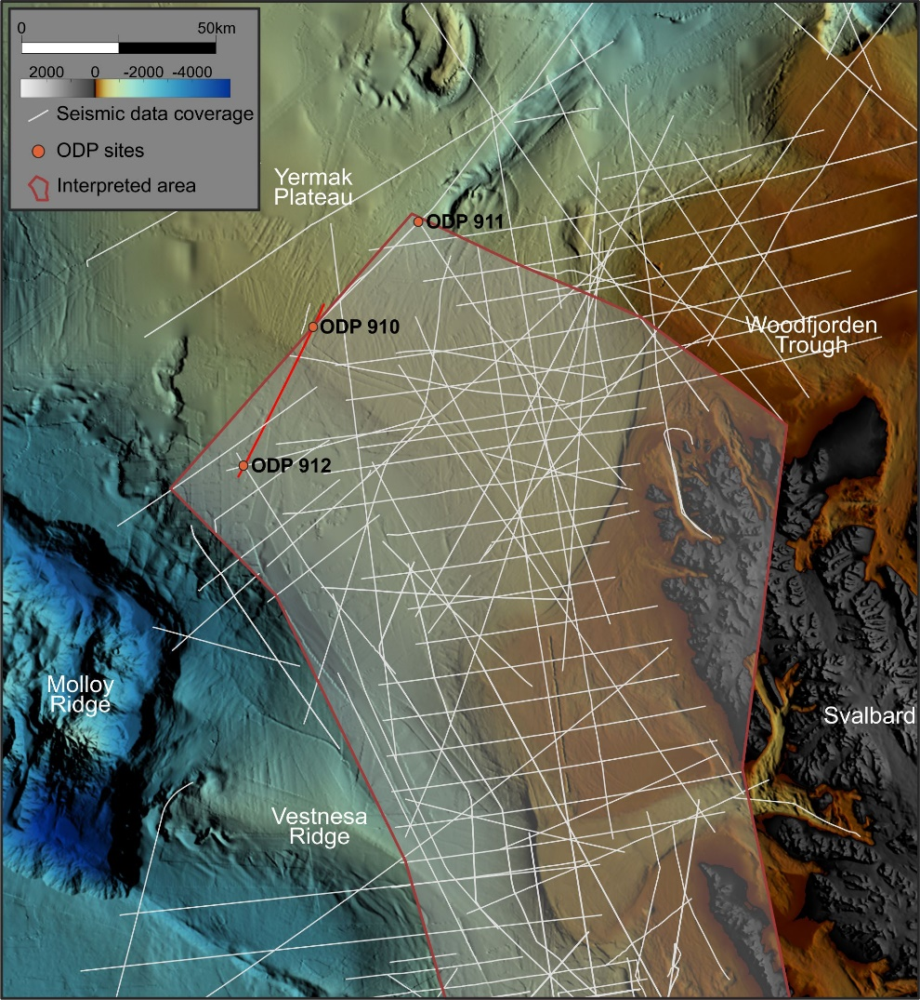 0 50km
2000 0 -2000 -4000
Seismic data coverage
ODP sites
Interpreted area
Yermak
Plateau
ODP 911
ODP 910
Woodfjorden
Trough
ODP 912
Molloy
Ridge
Svalbard
Vestnesa
Ridge